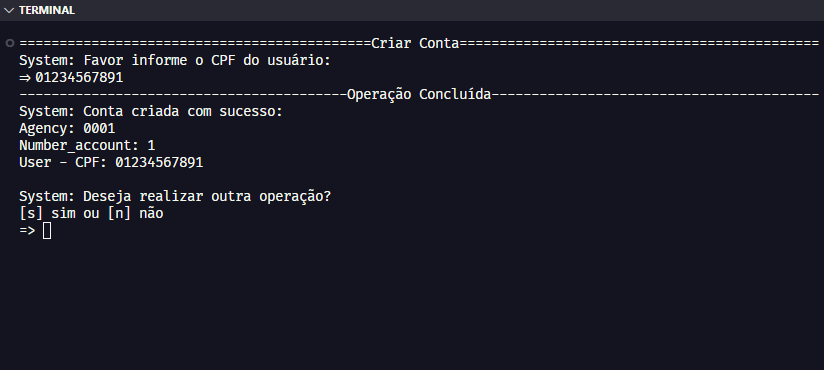 TERMINAL
============================================Criar Conta=============================================
System: Favor informe o CPF do usuário:
=> 01234567891
-----------------------------------------Operação Concluída-----------------------------------------
System: Conta criada com sucesso:
Agency: 0001
Number_account: 1
User - CPF: 01234567891
System: Deseja realizar outra operação?
[s] sim ou [n] não
=>